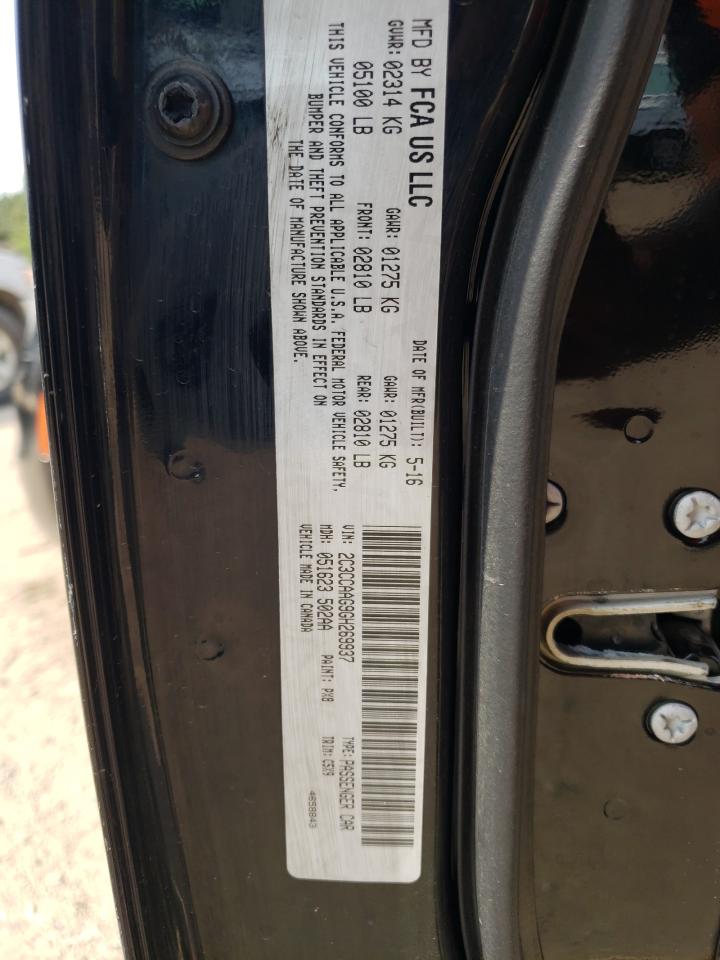 MFD BY FCA US LLC
DATE OF MFR(BUILT): 5-16
GVWR: 02314 KG GAWR: 01275 KG GAWR: 01275 KG
05100 LB FRONT: 02810 LB REAR: 02810 LB
THIS VEHICLE CONFORMS TO ALL APPLICABLE U.S.A. FEDERAL MOTOR VEHICLE SAFETY,
BUMPER AND THEFT PREVENTION STANDARDS IN EFFECT ON
THE DATE OF MANUFACTURE SHOWN ABOVE.
VIN: 2C3CCAAG9GH269937 TYPE: PASSENGER CAR
MDH: 051623 502AA PAINT: PX8 TRIM: C5X9
VEHICLE MADE IN CANADA
4658843